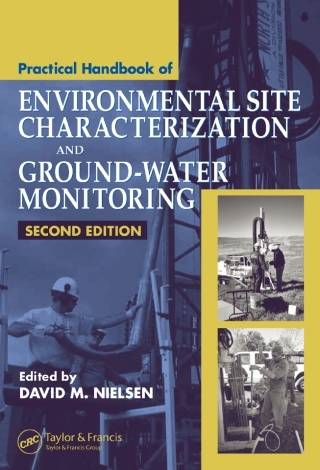 Practical Handbook of
ENVIRONMENTAL SITE
CHARACTERIZATION
AND
GROUND-WATER
MONITORING
SECOND EDITION
Edited by
DAVID M. NIELSEN
CRC
Taylor & Francis
Taylor & Francis Group